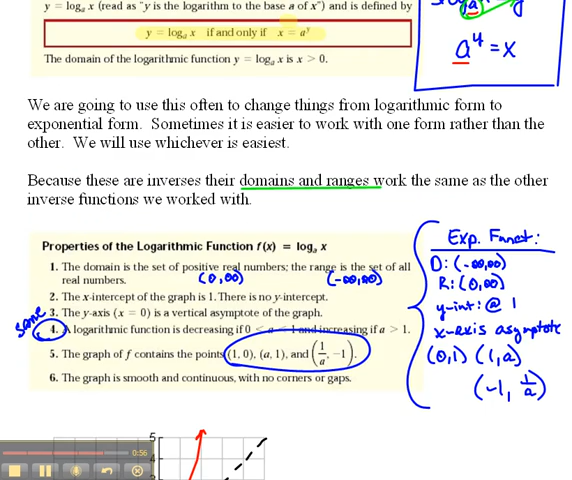 y = logₐ x (read as "y is the logarithm to the base a of x") and is defined by
y = logₐ x if and only if x = aʸ
The domain of the logarithmic function y = logₐ x is x > 0.
a
aʸ = x
We are going to use this often to change things from logarithmic form to
exponential form. Sometimes it is easier to work with one form rather than the
other. We will use whichever is easiest.
Because these are inverses their domains and ranges work the same as the other
inverse functions we worked with.
Properties of the Logarithmic Function f(x) = logₐ x
1. The domain is the set of positive real numbers; the range is the set of all
real numbers.
(0,∞) (-∞,∞)
2. The x-intercept of the graph is 1. There is no y-intercept.
3. The y-axis (x = 0) is a vertical asymptote of the graph.
same
4. A logarithmic function is decreasing if 0 < a < 1 and increasing if a > 1.
5. The graph of f contains the points (1, 0), (a, 1), and (1/a, -1).
6. The graph is smooth and continuous, with no corners or gaps.
Exp. Funct:
D: (-∞,∞)
R: (0,∞)
y-int: @ 1
x-axis asymptote
(0,1) (1,a)
(-1, 1/a)
0:56
5
4